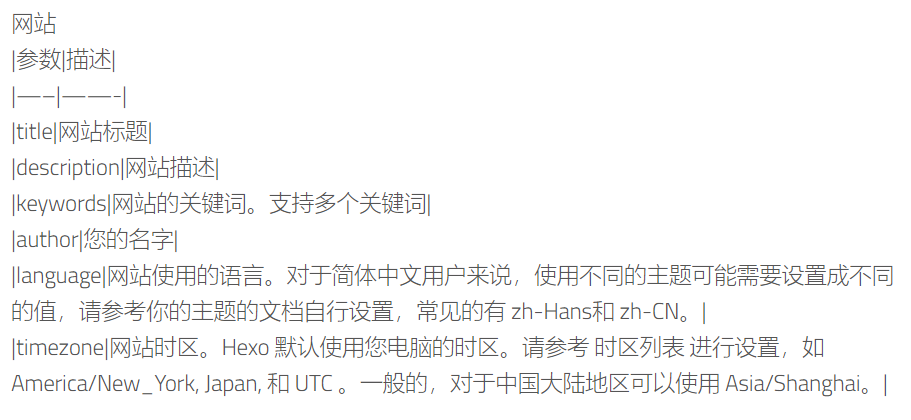 网站
|参数|描述|
|—–|——-|
|title|网站标题|
|description|网站描述|
|keywords|网站的关键词。支持多个关键词|
|author|您的名字|
|language|网站使用的语言。对于简体中文用户来说，使用不同的主题可能需要设置成不同
的值，请参考你的主题的文档自行设置，常见的有 zh-Hans和 zh-CN。|
|timezone|网站时区。Hexo 默认使用您电脑的时区。请参考 时区列表 进行设置，如
America/New_York, Japan, 和 UTC 。一般的，对于中国大陆地区可以使用 Asia/Shanghai。|